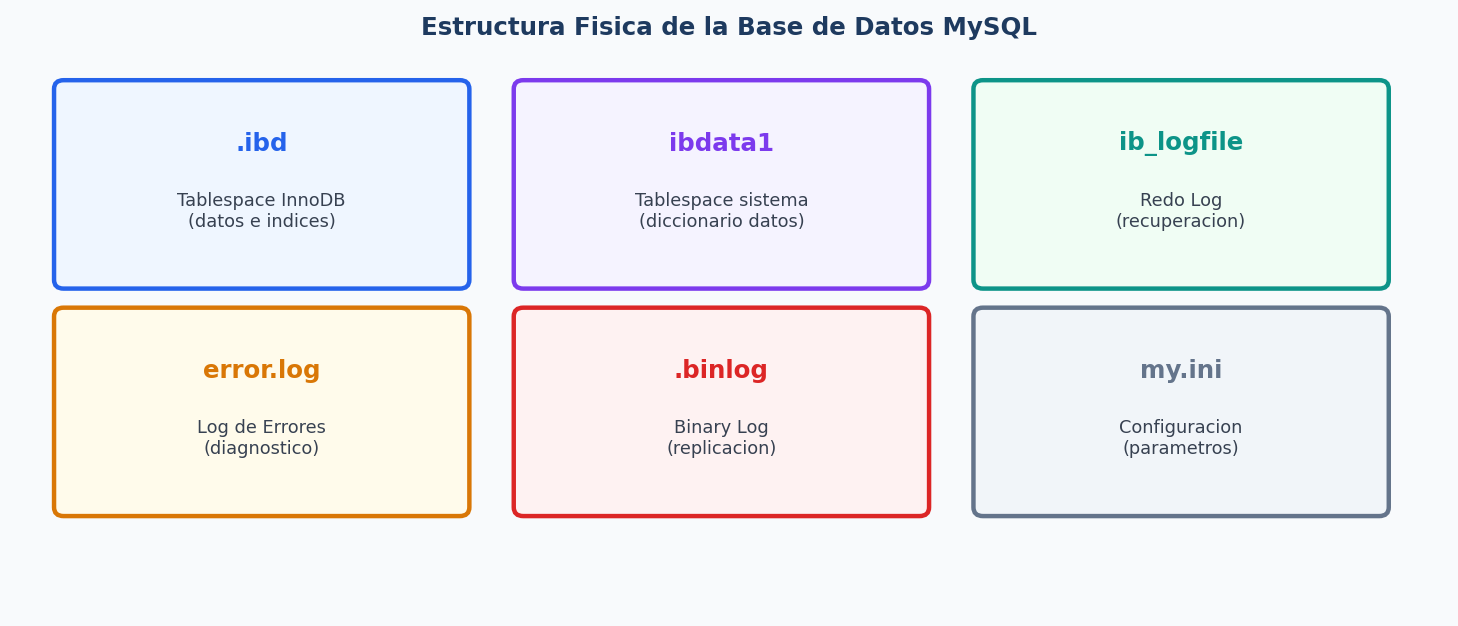 Estructura Fisica de la Base de Datos MySQL
.ibd
Tablespace InnoDB
(datos e indices)
ibdata1
Tablespace sistema
(diccionario datos)
ib_logfile
Redo Log
(recuperacion)
error.log
Log de Errores
(diagnostico)
.binlog
Binary Log
(replicacion)
my.ini
Configuracion
(parametros)